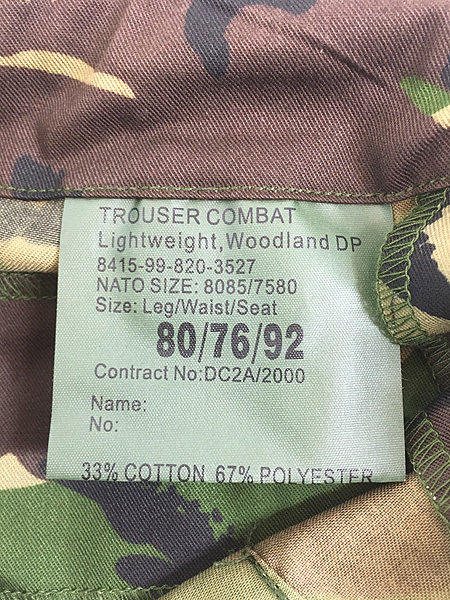 TROUSER COMBAT
Lightweight, Woodland DP
8415-99-820-3527
NATO SIZE: 8085/7580
Size: Leg/Waist/Seat
80/76/92
Contract No:DC2A/2000
Name:
No:
33% COTTON 67% POLYESTER